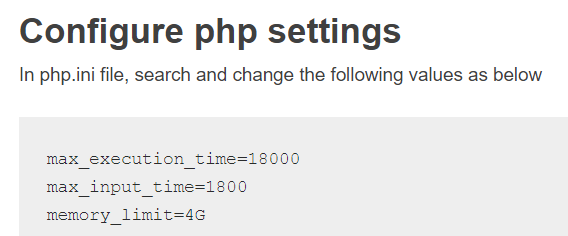 Configure php settings
In php.ini file, search and change the following values as below
max_execution_time=18000
max_input_time=1800
memory_limit=4G